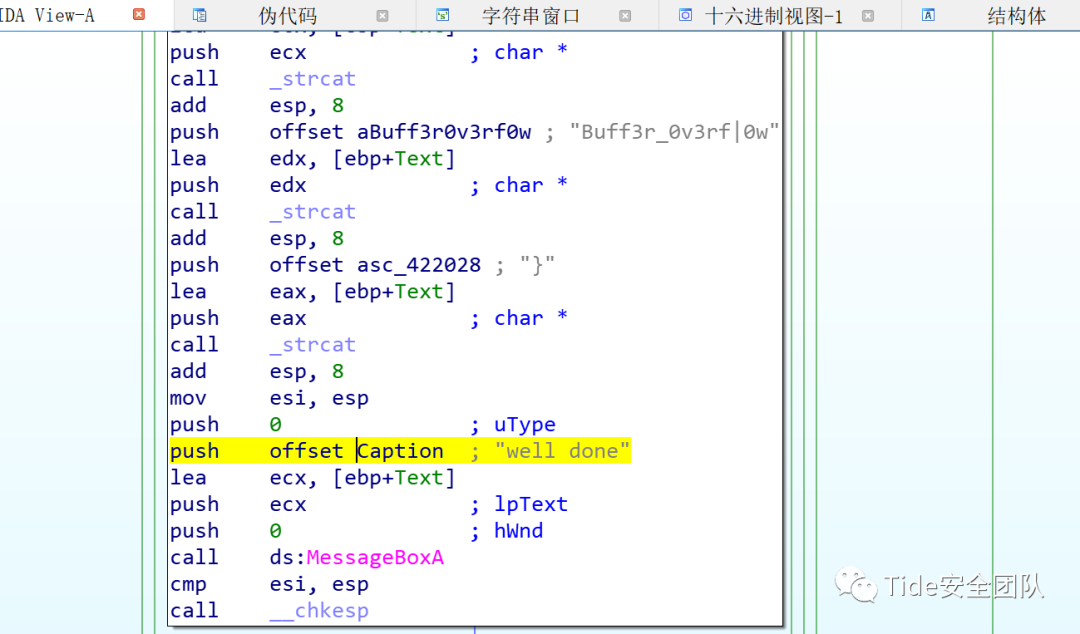 IDA View-A 伪代码 字符串窗口 十六进制视图-1 结构体
push ecx ; char *
call _strcat
add esp, 8
push offset aBuff3r0v3rf0w ; "Buff3r_0v3rf|0w"
lea edx, [ebp+Text]
push edx ; char *
call _strcat
add esp, 8
push offset asc_422028 ; "}"
lea eax, [ebp+Text]
push eax ; char *
call _strcat
add esp, 8
mov esi, esp
push 0 ; uType
push offset Caption ; "well done"
lea ecx, [ebp+Text]
push ecx ; lpText
push 0 ; hWnd
call ds:MessageBoxA
cmp esi, esp
call __chkesp
Tide安全团队